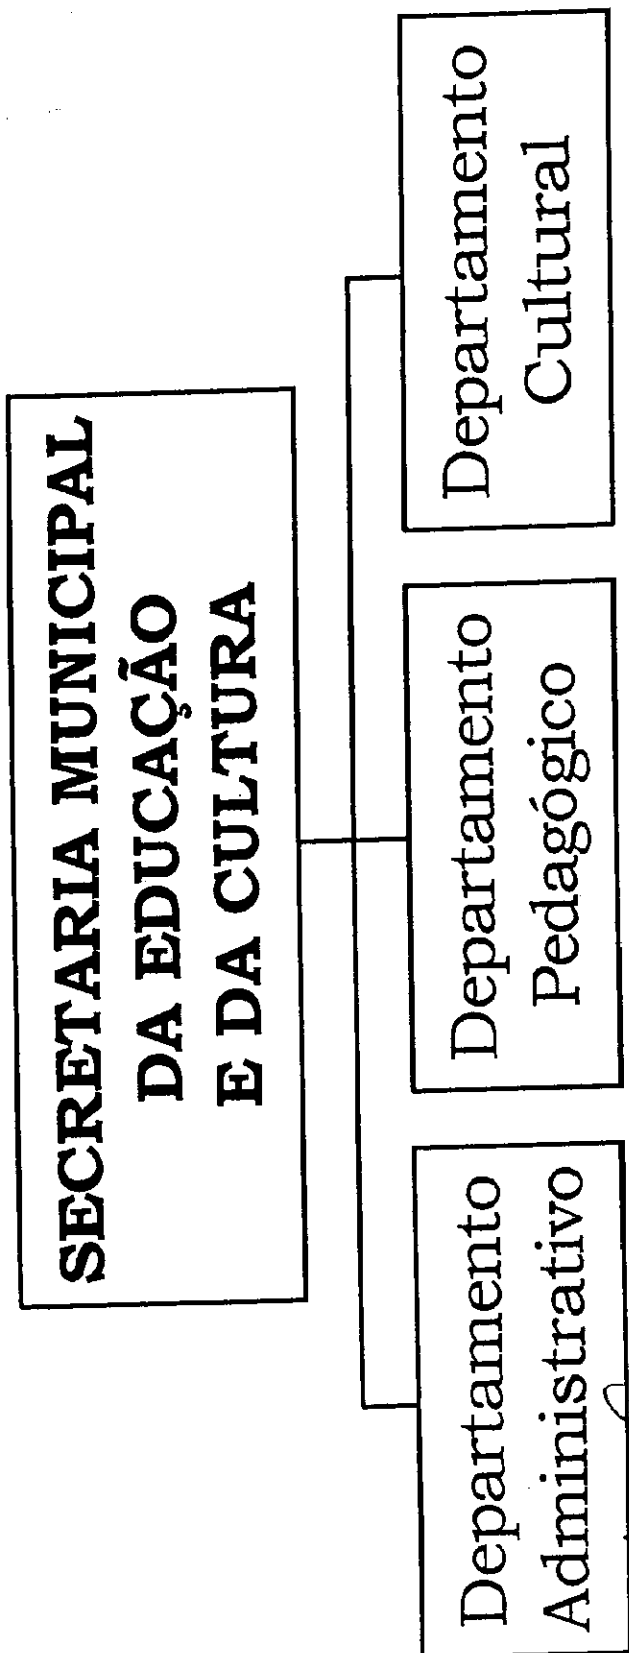 SECRETARIA MUNICIPAL
DA EDUCAÇÃO
E DA CULTURA
Departamento
Administrativo
Departamento
Pedagógico
Departamento
Cultural